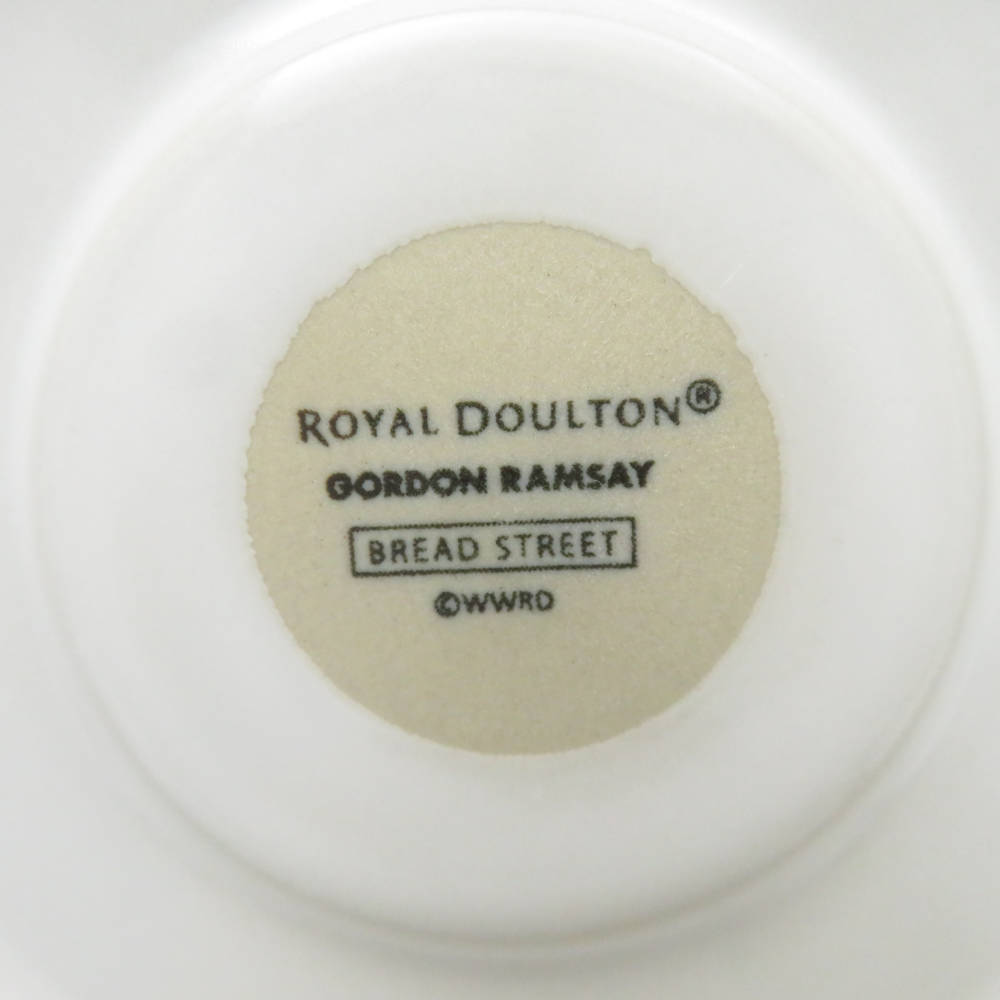 ROYAL DOULTON®
GORDON RAMSAY
BREAD STREET
©WWRD